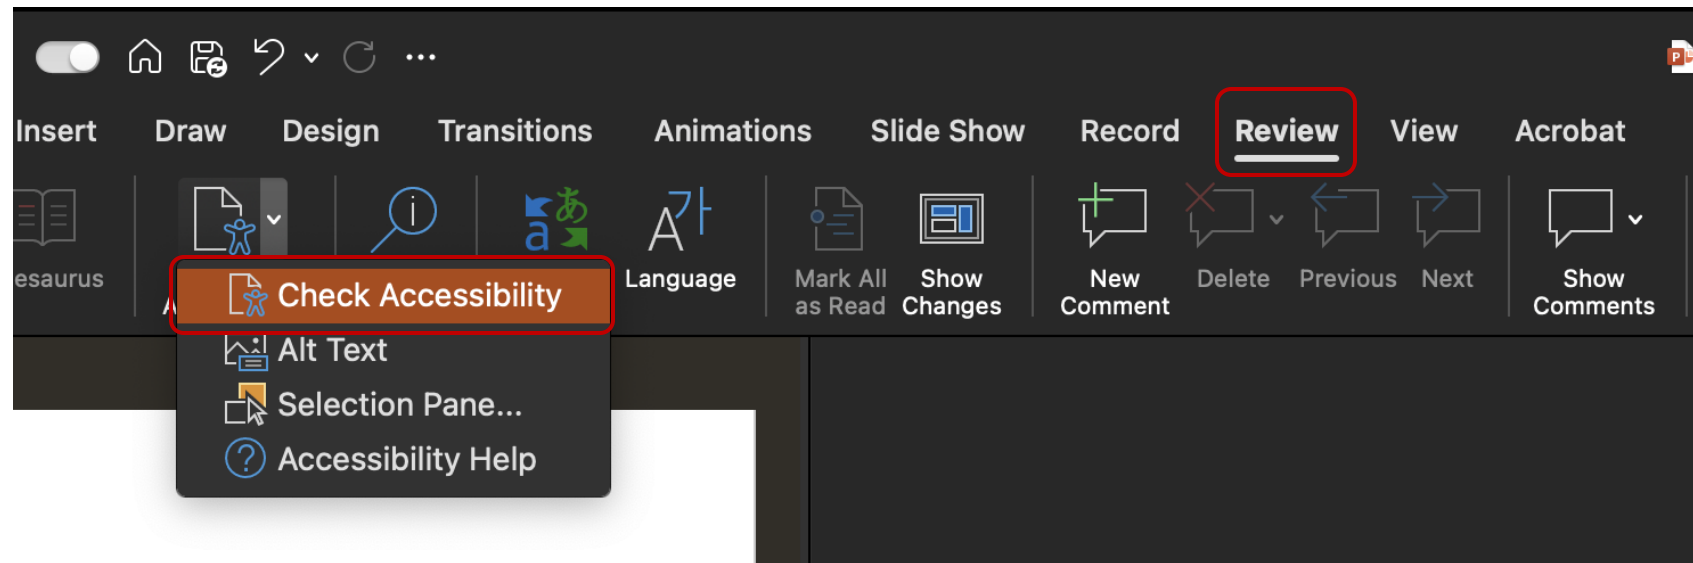 Insert Draw Design Transitions Animations Slide Show Record Review View Acrobat
esaurus
Language
Mark All
as Read
Show
Changes
New
Comment
Delete
Previous
Next
Show
Comments
Check Accessibility
Alt Text
Selection Pane...
Accessibility Help